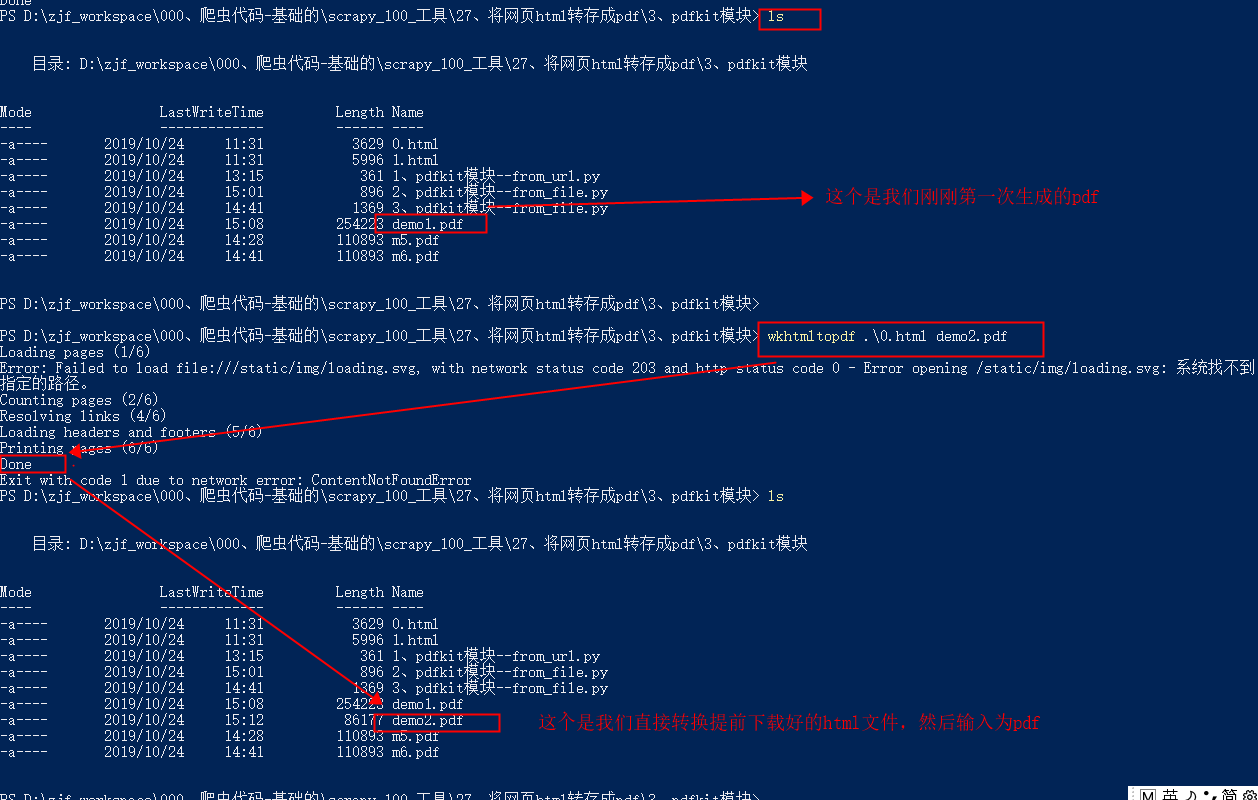 Done
PS D:\zjf_workspace\000、爬虫代码-基础的\scrapy_100_工具\27、将网页html转存成pdf\3、pdfkit模块> ls
目录: D:\zjf_workspace\000、爬虫代码-基础的\scrapy_100_工具\27、将网页html转存成pdf\3、pdfkit模块
Mode LastWriteTime Length Name
---- ------------- ------ ----
-a---- 2019/10/24 11:31 3629 0.html
-a---- 2019/10/24 11:31 5996 1.html
-a---- 2019/10/24 13:15 361 1、pdfkit模块--from_url.py
-a---- 2019/10/24 15:01 896 2、pdfkit模块--from_file.py
-a---- 2019/10/24 14:41 1369 3、pdfkit模块--from_file.py
这个是我们刚刚第一次生成的pdf
-a---- 2019/10/24 15:08 254223 demo1.pdf
-a---- 2019/10/24 14:28 110893 m5.pdf
-a---- 2019/10/24 14:41 110893 m6.pdf
PS D:\zjf_workspace\000、爬虫代码-基础的\scrapy_100_工具\27、将网页html转存成pdf\3、pdfkit模块>
PS D:\zjf_workspace\000、爬虫代码-基础的\scrapy_100_工具\27、将网页html转存成pdf\3、pdfkit模块> wkhtmltopdf .\0.html demo2.pdf
Loading pages (1/6)
Error: Failed to load file:///static/img/loading.svg, with network status code 203 and http status code 0 - Error opening /static/img/loading.svg: 系统找不到
指定的路径。
Counting pages (2/6)
Resolving links (4/6)
Loading headers and footers (5/6)
Printing pages (6/6)
Done
Exit with code 1 due to network error: ContentNotFoundError
PS D:\zjf_workspace\000、爬虫代码-基础的\scrapy_100_工具\27、将网页html转存成pdf\3、pdfkit模块> ls
目录: D:\zjf_workspace\000、爬虫代码-基础的\scrapy_100_工具\27、将网页html转存成pdf\3、pdfkit模块
Mode LastWriteTime Length Name
---- ------------- ------ ----
-a---- 2019/10/24 11:31 3629 0.html
-a---- 2019/10/24 11:31 5996 1.html
-a---- 2019/10/24 13:15 361 1、pdfkit模块--from_url.py
-a---- 2019/10/24 15:01 896 2、pdfkit模块--from_file.py
-a---- 2019/10/24 14:41 1369 3、pdfkit模块--from_file.py
-a---- 2019/10/24 15:08 254223 demo1.pdf
-a---- 2019/10/24 15:12 86177 demo2.pdf
这个是我们直接转换提前下载好的html文件，然后输入为pdf
-a---- 2019/10/24 14:28 110893 m5.pdf
-a---- 2019/10/24 14:41 110893 m6.pdf
PS D:\zjf_workspace\000、爬虫代码-基础的\scrapy_100_工具\27、将网页html转存成pdf\3、pdfkit模块>
M 英 简